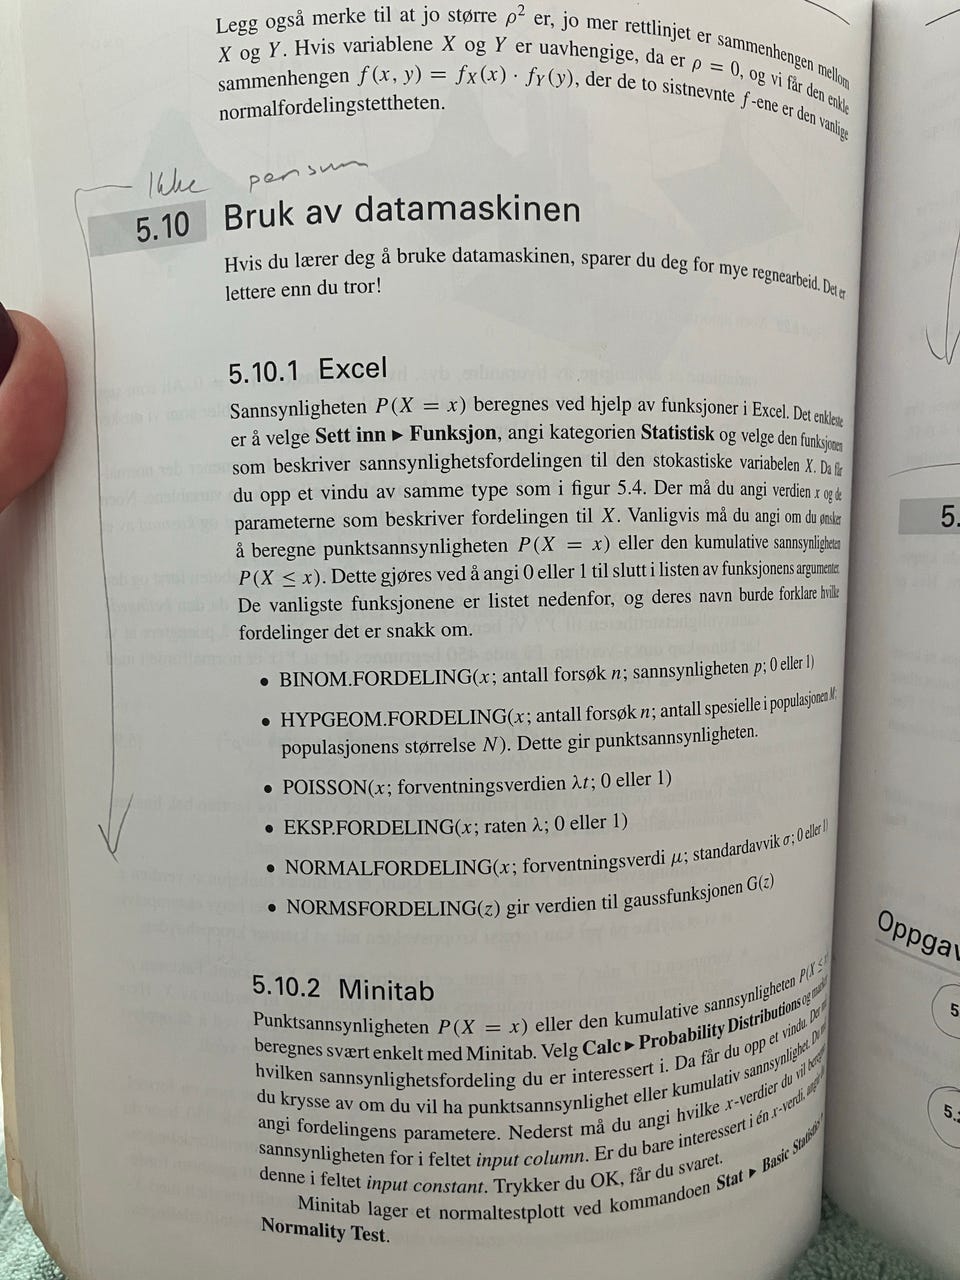 Legg også merke til at jo større ρ² er, jo mer rettlinjet er sammenhengen mellom
X og Y. Hvis variablene X og Y er uavhengige, da er ρ = 0, og vi får den enkle
sammenhengen f(x, y) = fX(x) · fY(y), der de to sistnevnte f-ene er den vanlige
normalfordelingstettheten.
Ikke pensum
5.10 Bruk av datamaskinen
Hvis du lærer deg å bruke datamaskinen, sparer du deg for mye regnearbeid. Det er
lettere enn du tror!
5.10.1 Excel
Sannsynligheten P(X = x) beregnes ved hjelp av funksjoner i Excel. Det enkleste
er å velge Sett inn ▸ Funksjon, angi kategorien Statistisk og velge den funksjonen
som beskriver sannsynlighetsfordelingen til den stokastiske variabelen X. Da får
du opp et vindu av samme type som i figur 5.4. Der må du angi verdien x og de
parameterne som beskriver fordelingen til X. Vanligvis må du angi om du ønsker
å beregne punktsannsynligheten P(X = x) eller den kumulative sannsynligheten
P(X ≤ x). Dette gjøres ved å angi 0 eller 1 til slutt i listen av funksjonens argumenter.
De vanligste funksjonene er listet nedenfor, og deres navn burde forklare hvilke
fordelinger det er snakk om.
• BINOM.FORDELING(x; antall forsøk n; sannsynligheten p; 0 eller 1)
• HYPGEOM.FORDELING(x; antall forsøk n; antall spesielle i populasjonen M;
populasjonens størrelse N). Dette gir punktsannsynligheten.
• POISSON(x; forventningsverdien λt; 0 eller 1)
• EKSP.FORDELING(x; raten λ; 0 eller 1)
• NORMALFORDELING(x; forventningsverdi μ; standardavvik σ; 0 eller 1)
• NORMSFORDELING(z) gir verdien til gaussfunksjonen G(z)
5.10.2 Minitab
Punktsannsynligheten P(X = x) eller den kumulative sannsynligheten P(X ≤
beregnes svært enkelt med Minitab. Velg Calc ▸ Probability Distributions og
hvilken sannsynlighetsfordeling du er interessert i. Da får du opp et vindu. Der
du krysse av om du vil ha punktsannsynlighet eller kumulativ sannsynlighet. Du
angi fordelingens parametere. Nederst må du angi hvilke x-verdier du vil
sannsynligheten for i feltet input column. Er du bare interessert i én x-verdi,
denne i feltet input constant. Trykker du OK, får du svaret.
Minitab lager et normaltestplott ved kommandoen Stat ▸ Basic
Normality Test.
5.
Oppgav
5
5.